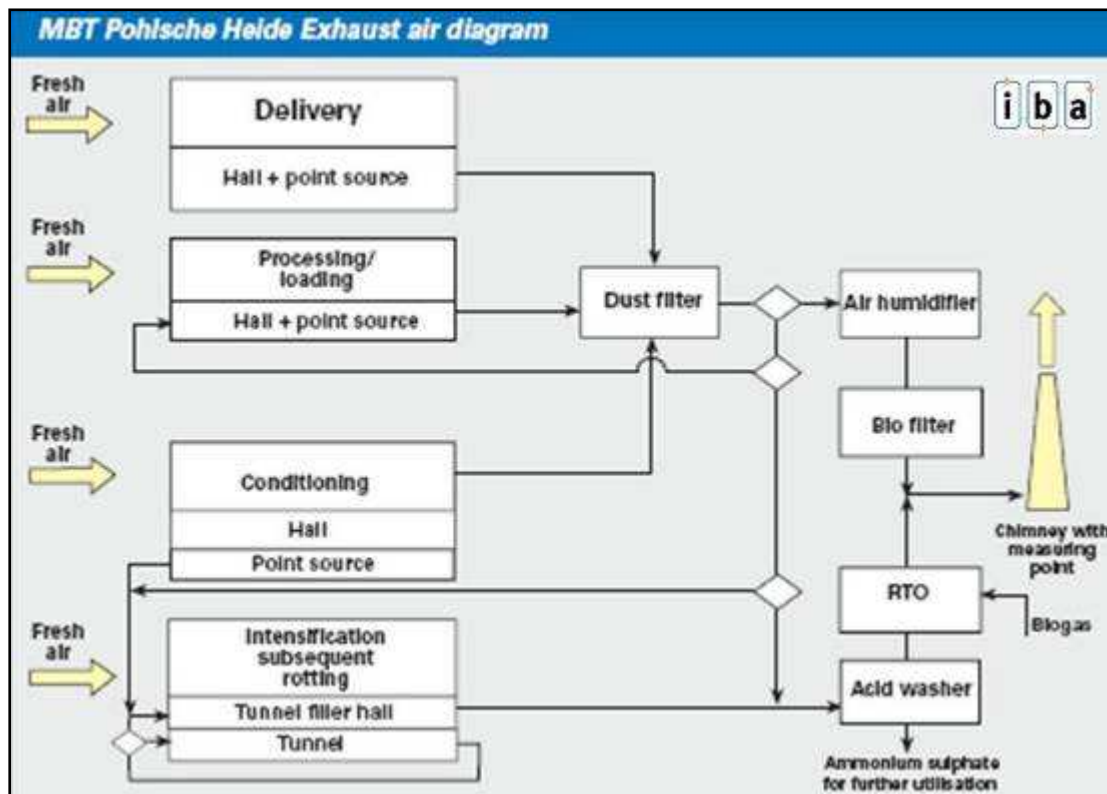 MBT Pohlsche Heide Exhaust air diagram
iba
Fresh
air
Delivery
Hall + point source
Fresh
air
Processing/
loading
Hall + point source
Dust filter
Air humidifier
Bio filter
Fresh
air
Conditioning
Hall
Point source
Chimney with
measuring
point
RTO
Biogas
Fresh
air
Intensification
subsequent
rotting
Tunnel filler hall
Tunnel
Acid washer
Ammonium sulphate
for further utilisation